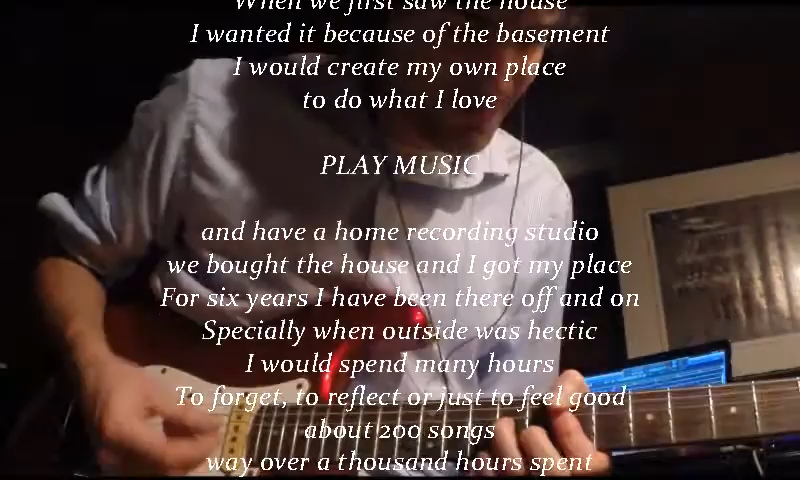 When we first saw the house
I wanted it because of the basement
I would create my own place
to do what I love
PLAY MUSIC
and have a home recording studio
we bought the house and I got my place
For six years I have been there off and on
Specially when outside was hectic
I would spend many hours
To forget, to reflect or just to feel good
about 200 songs
way over a thousand hours spent